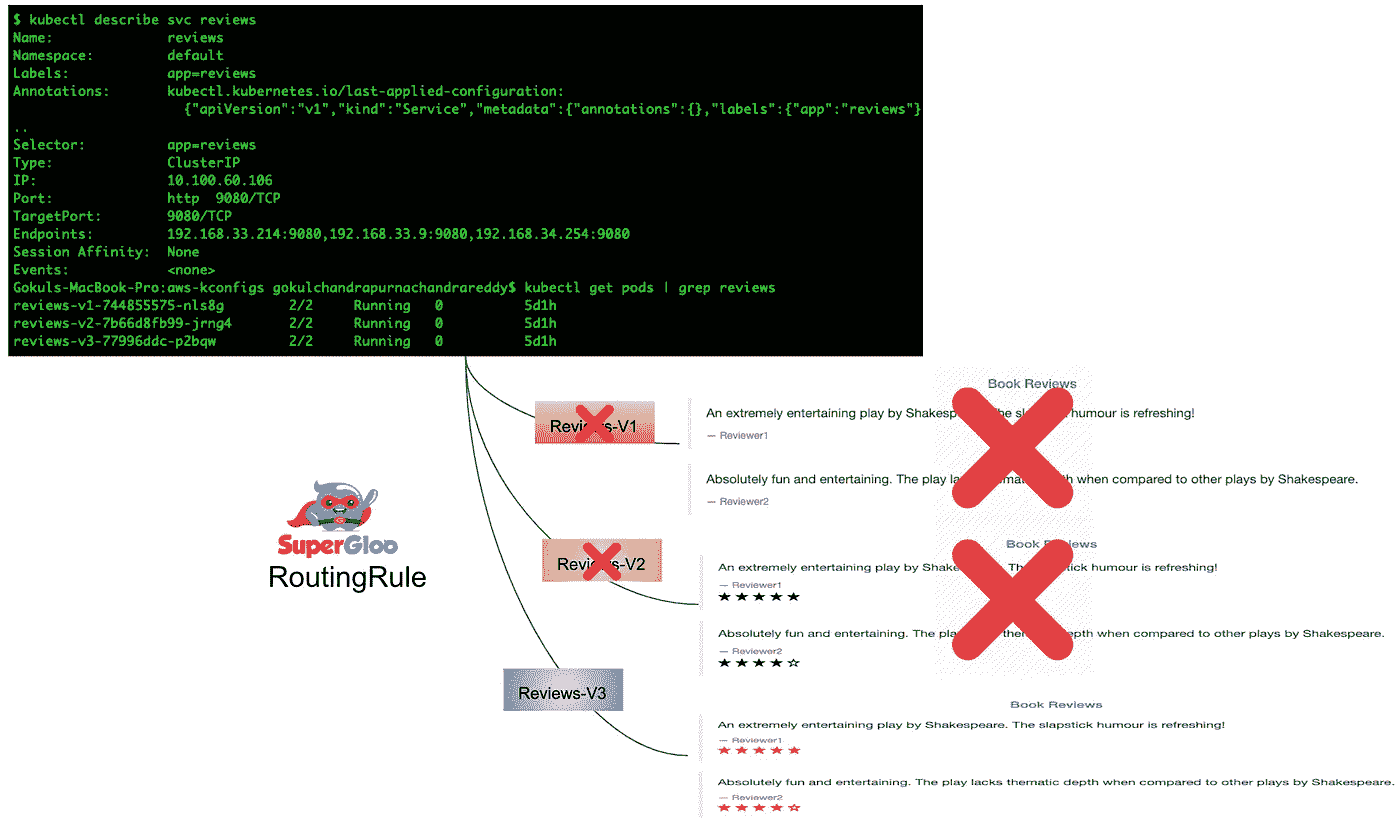 $ kubectl describe svc reviews
Name: reviews
Namespace: default
Labels: app=reviews
Annotations: kubectl.kubernetes.io/last-applied-configuration:
{"apiVersion":"v1","kind":"Service","metadata":{"annotations":{},"labels":{"app":"reviews"}
..
Selector: app=reviews
Type: ClusterIP
IP: 10.100.60.106
Port: http 9080/TCP
TargetPort: 9080/TCP
Endpoints: 192.168.33.214:9080,192.168.33.9:9080,192.168.34.254:9080
Session Affinity: None
Events: <none>
Gokuls-MacBook-Pro:aws-kconfigs gokulchandrapurnachandrareddy$ kubectl get pods | grep reviews
reviews-v1-744855575-nls8g 2/2 Running 0 5d1h
reviews-v2-7b66d8fb99-jrng4 2/2 Running 0 5d1h
reviews-v3-77996ddc-p2bqw 2/2 Running 0 5d1h
Book Reviews
Reviews-V1
An extremely entertaining play by humour is refreshing!
— Reviewer1
Absolutely fun and entertaining. The play when compared to other plays by Shakespeare.
— Reviewer2
SuperGloo
RoutingRule
Book Reviews
Reviews-V2
An extremely entertaining play by humour is refreshing!
— Reviewer1
★★★★★
Absolutely fun and entertaining. The when compared to other plays by Shakespeare.
— Reviewer2
★★★★☆
Reviews-V3
Book Reviews
An extremely entertaining play by Shakespeare. The slapstick humour is refreshing!
— Reviewer1
★★★★★
Absolutely fun and entertaining. The play lacks thematic depth when compared to other plays by Shakespeare.
— Reviewer2
★★★★☆